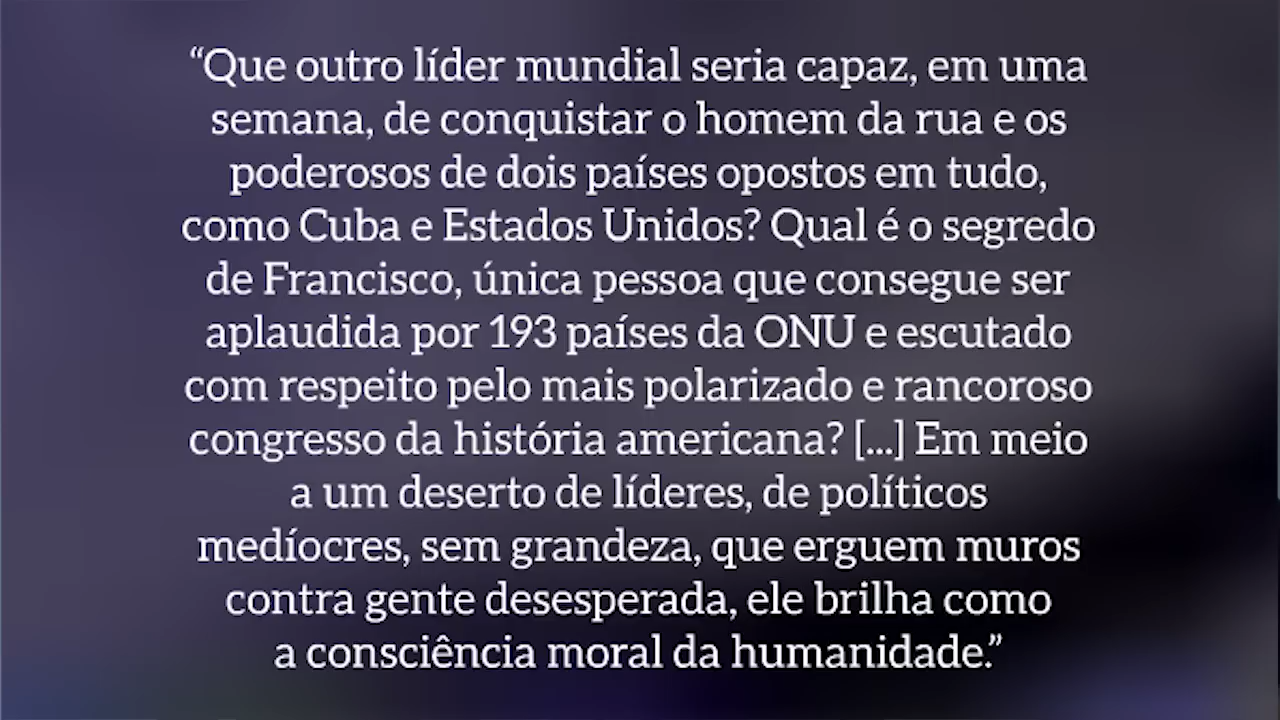 “Que outro líder mundial seria capaz, em uma
semana, de conquistar o homem da rua e os
poderosos de dois países opostos em tudo,
como Cuba e Estados Unidos? Qual é o segredo
de Francisco, única pessoa que consegue ser
aplaudida por 193 países da ONU e escutado
com respeito pelo mais polarizado e rancoroso
congresso da história americana? [...] Em meio
a um deserto de líderes, de políticos
medíocres, sem grandeza, que erguem muros
contra gente desesperada, ele brilha como
a consciência moral da humanidade.”